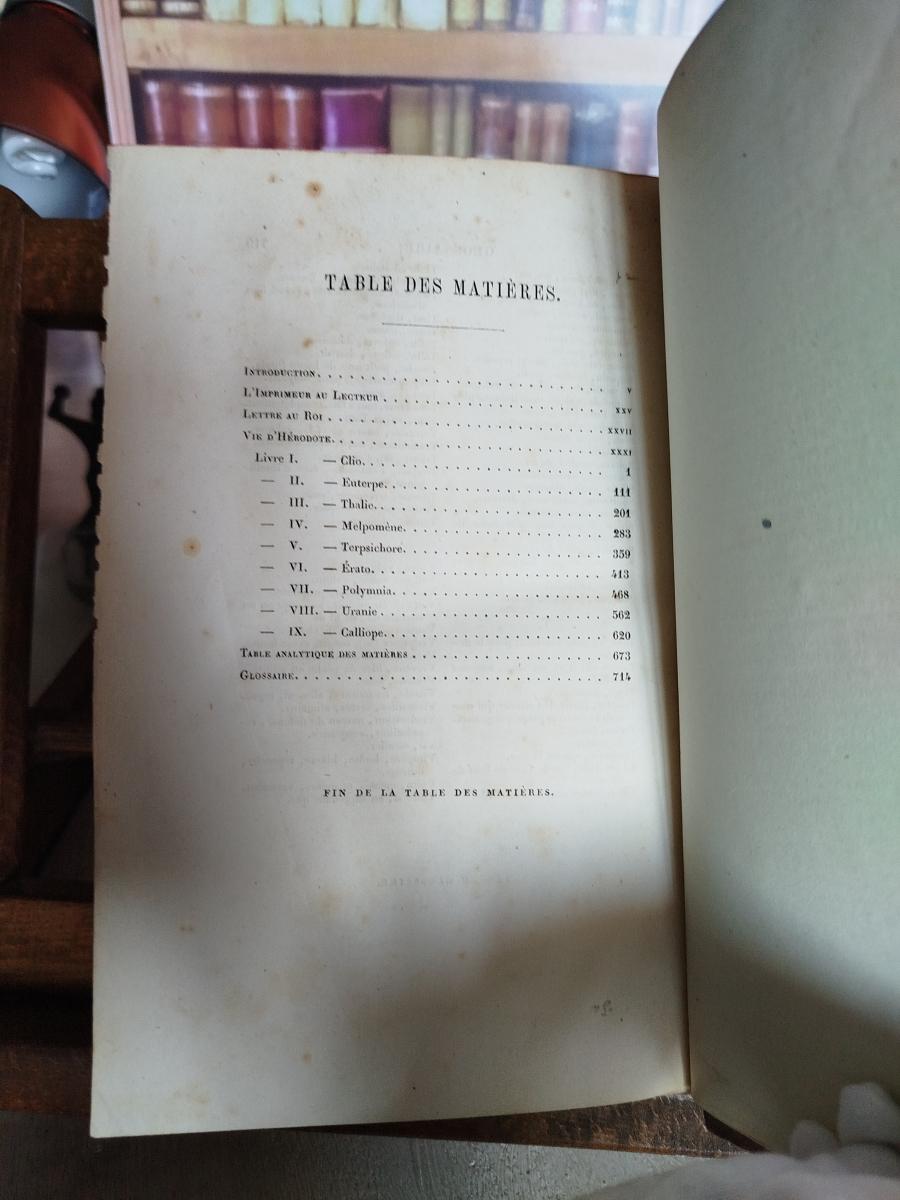 TABLE DES MATIÈRES.
INTRODUCTION. . . . . . . . . . . . . . . . . . . . . . . . . . . . V
L'IMPRIMEUR AU LECTEUR . . . . . . . . . . . . . . . . . . . . . XXV
LETTRE AU ROI . . . . . . . . . . . . . . . . . . . . . . . . . . XXVII
VIE D'HÉRODOTE. . . . . . . . . . . . . . . . . . . . . . . . . . XXXI
Livre I. — Clio. . . . . . . . . . . . . . . . . . . . . . . . 1
— II. — Euterpe. . . . . . . . . . . . . . . . . . . . . . 111
— III. — Thalie. . . . . . . . . . . . . . . . . . . . . . 201
— IV. — Melpomène. . . . . . . . . . . . . . . . . . . . 283
— V. — Terpsichore. . . . . . . . . . . . . . . . . . . . 359
— VI. — Érato. . . . . . . . . . . . . . . . . . . . . . . 413
— VII. — Polymnia. . . . . . . . . . . . . . . . . . . . . 468
— VIII. — Uranie . . . . . . . . . . . . . . . . . . . . . . 562
— IX. — Calliope. . . . . . . . . . . . . . . . . . . . . . 620
TABLE ANALYTIQUE DES MATIÈRES . . . . . . . . . . . . . . . . . . 673
GLOSSAIRE. . . . . . . . . . . . . . . . . . . . . . . . . . . . . 714
FIN DE LA TABLE DES MATIÈRES.